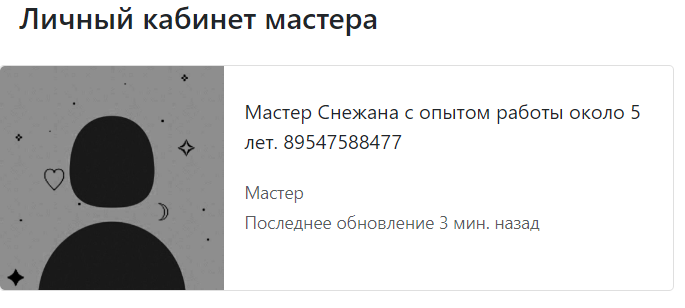 Личный кабинет мастера
Мастер Снежана с опытом работы около 5
лет. 89547588477
Мастер
Последнее обновление 3 мин. назад